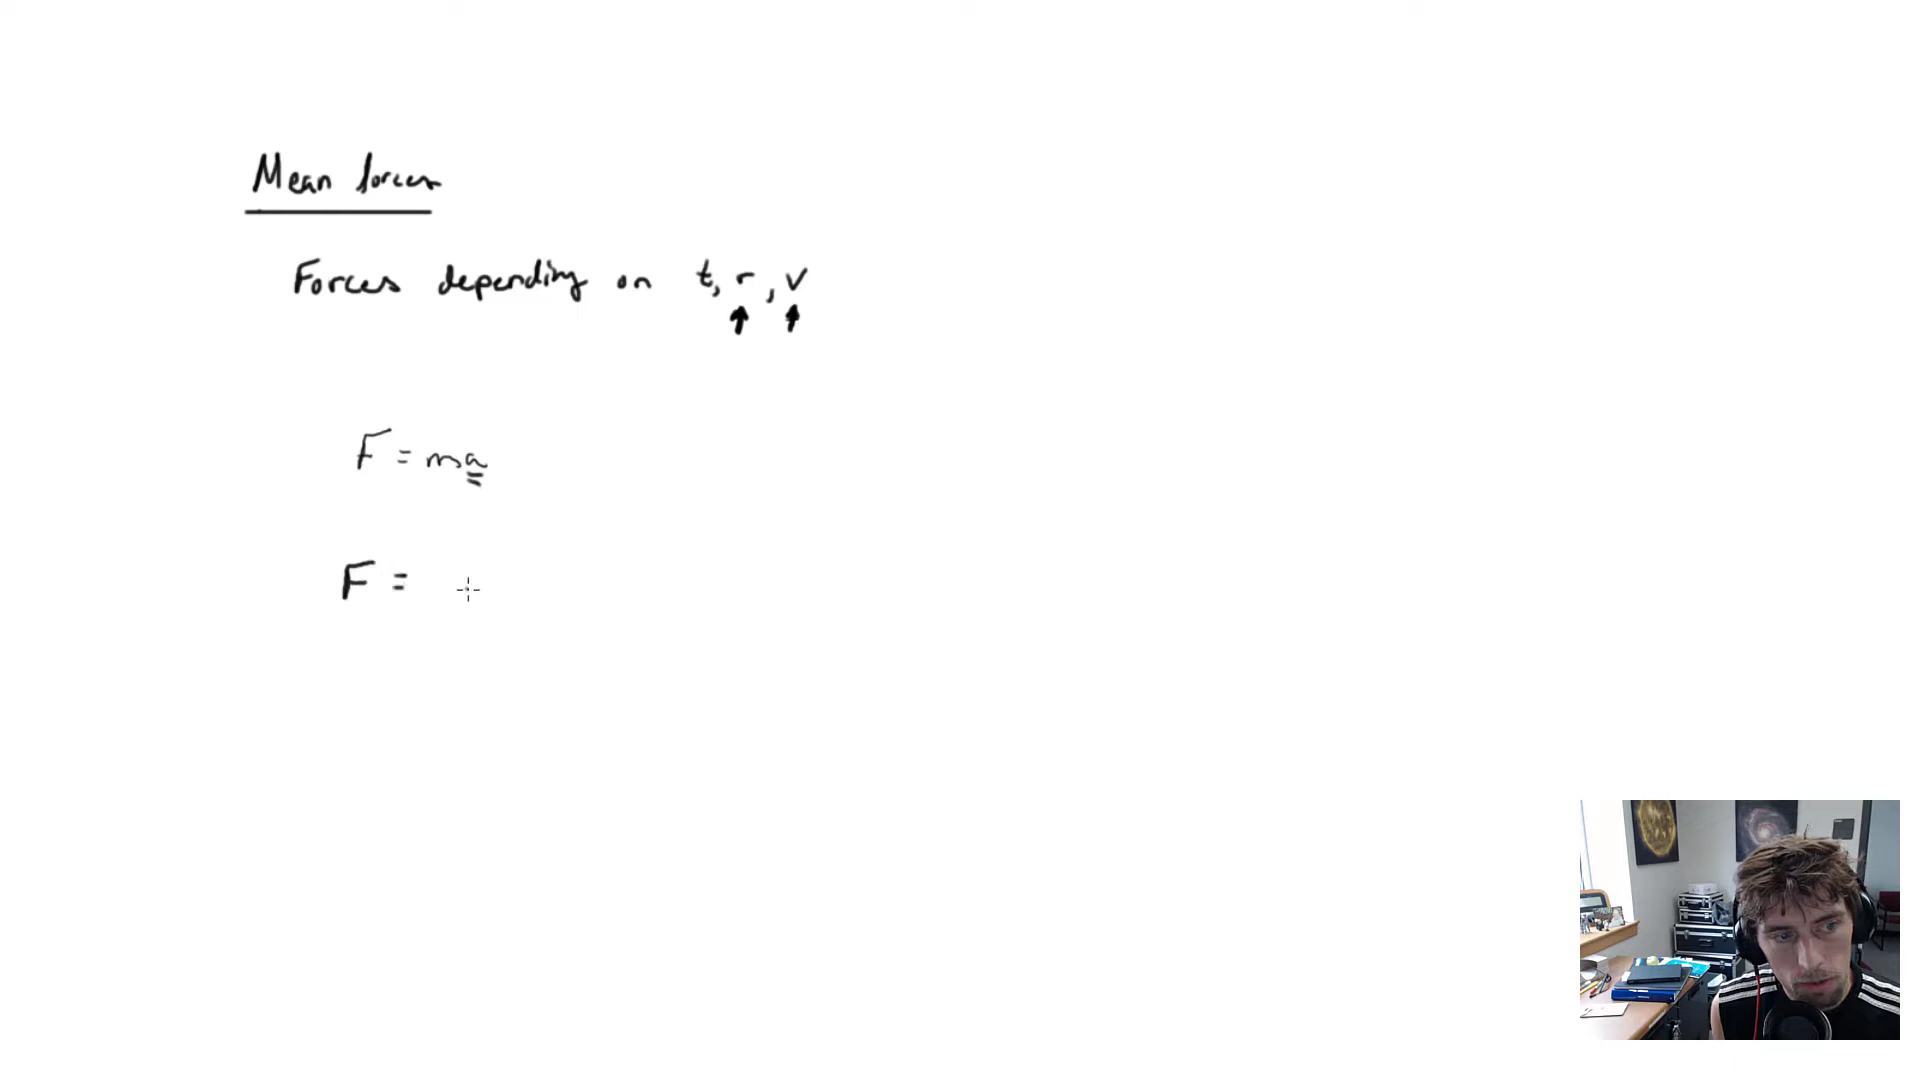 Mean forces
Forces depending on t, r, v
F = ma
F =